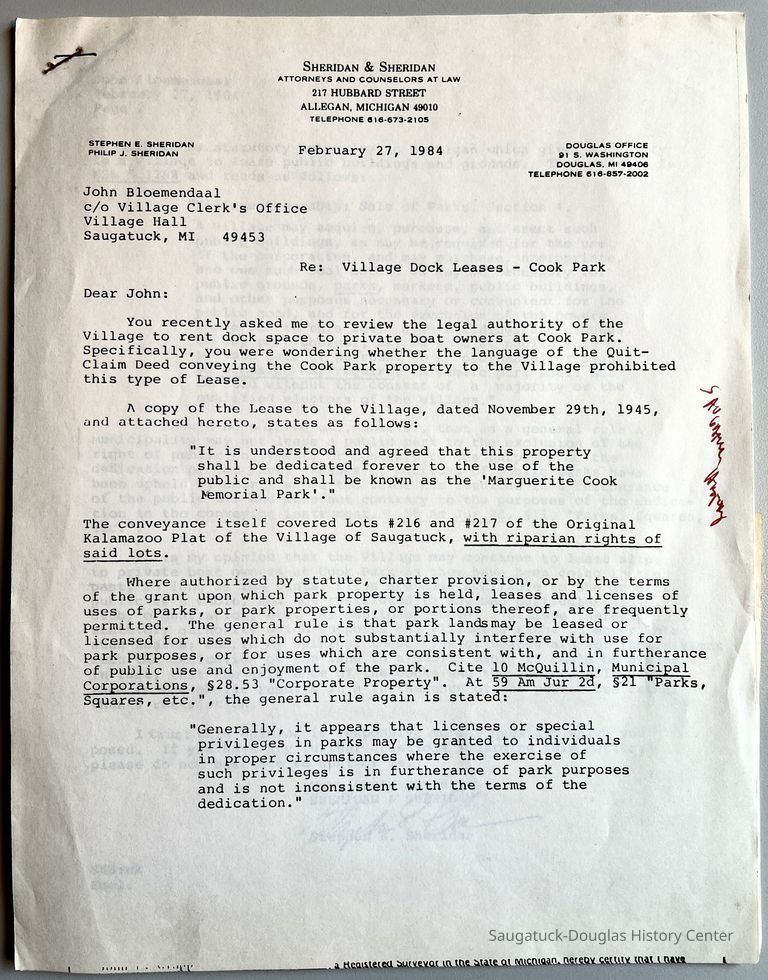 SHERIDAN & SHERIDAN
ATTORNEYS AND COUNSELORS AT LAW
217 HUBBARD STREET
ALLEGAN, MICHIGAN 49010
TELEPHONE 616-673-2105
STEPHEN E. SHERIDAN
PHILIP J. SHERIDAN
February 27, 1984
DOUGLAS OFFICE
91 S. WASHINGTON
DOUGLAS, MI 49406
TELEPHONE 616-857-2002
John Bloemendaal
c/o Village Clerk's Office
Village Hall
Saugatuck, MI 49453
Re: Village Dock Leases - Cook Park
Dear John:
You recently asked me to review the legal authority of the
Village to rent dock space to private boat owners at Cook Park.
Specifically, you were wondering whether the language of the Quit-
Claim Deed conveying the Cook Park property to the Village prohibited
this type of Lease.
A copy of the Lease to the Village, dated November 29th, 1945,
and attached hereto, states as follows:
"It is understood and agreed that this property
shall be dedicated forever to the use of the
public and shall be known as the 'Marguerite Cook
Memorial Park'."
The conveyance itself covered Lots #216 and #217 of the Original
Kalamazoo Plat of the Village of Saugatuck, with riparian rights of
said lots.
Where authorized by statute, charter provision, or by the terms
of the grant upon which park property is held, leases and licenses of
uses of parks, or park properties, or portions thereof, are frequently
permitted. The general rule is that park lands may be leased or
licensed for uses which do not substantially interfere with use for
park purposes, or for uses which are consistent with, and in furtherance
of public use and enjoyment of the park. Cite 10 McQuillin, Municipal
Corporations, §28.53 "Corporate Property". At 59 Am Jur 2d, §21 "Parks,
Squares, etc.", the general rule again is stated:
"Generally, it appears that licenses or special
privileges in parks may be granted to individuals
in proper circumstances where the exercise of
such privileges is in furtherance of park purposes
and is not inconsistent with the terms of the
dedication."
Saugatuck-Douglas History Center
a Registered Surveyor in the State of Michigan, hereby certify that I have